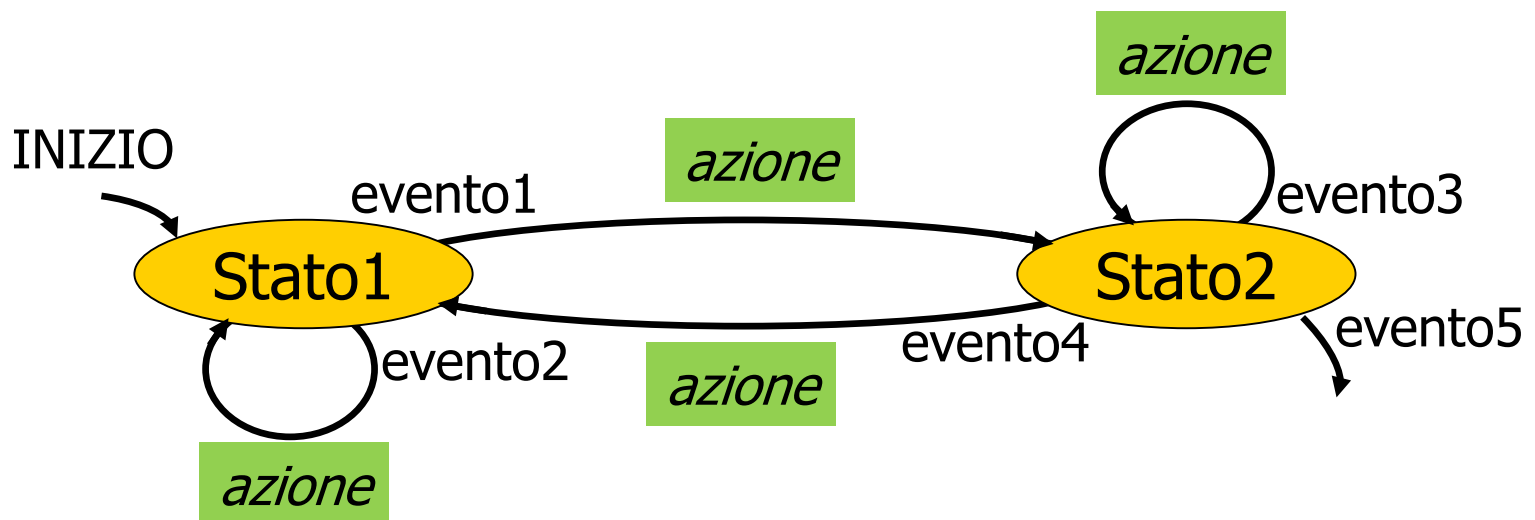 azione
INIZIO
azione
evento1
evento3
Stato1
Stato2
evento5
evento4
evento2
azione
azione